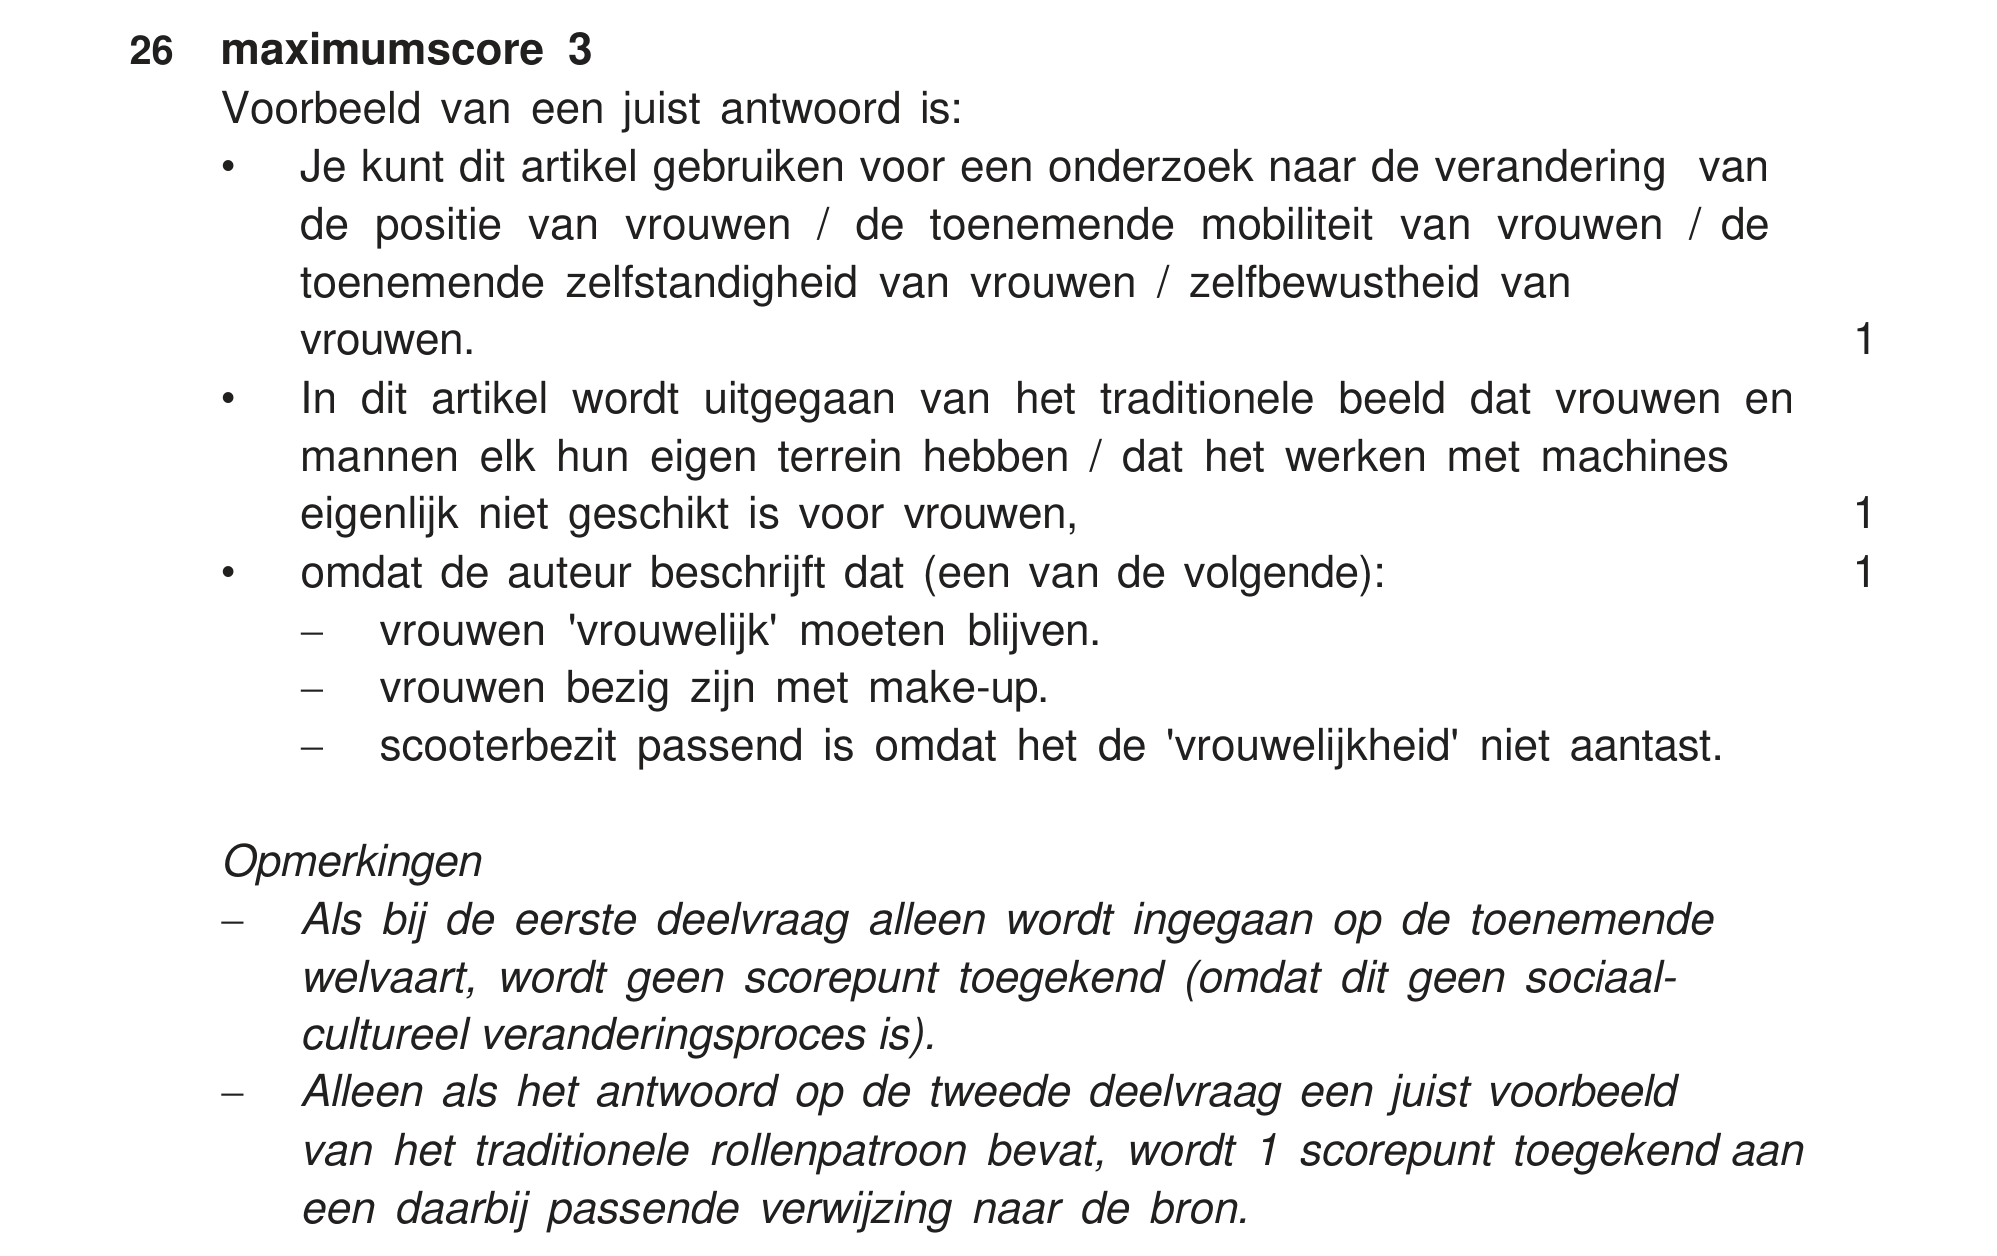 26 maximumscore 3
Voorbeeld van een juist antwoord is:
• Je kunt dit artikel gebruiken voor een onderzoek naar de verandering van
de positie van vrouwen / de toenemende mobiliteit van vrouwen / de
toenemende zelfstandigheid van vrouwen / zelfbewustheid van
vrouwen. 1
• In dit artikel wordt uitgegaan van het traditionele beeld dat vrouwen en
mannen elk hun eigen terrein hebben / dat het werken met machines
eigenlijk niet geschikt is voor vrouwen, 1
• omdat de auteur beschrijft dat (een van de volgende): 1
– vrouwen 'vrouwelijk' moeten blijven.
– vrouwen bezig zijn met make-up.
– scooterbezit passend is omdat het de 'vrouwelijkheid' niet aantast.
Opmerkingen
– Als bij de eerste deelvraag alleen wordt ingegaan op de toenemende
welvaart, wordt geen scorepunt toegekend (omdat dit geen sociaal-
cultureel veranderingsproces is).
– Alleen als het antwoord op de tweede deelvraag een juist voorbeeld
van het traditionele rollenpatroon bevat, wordt 1 scorepunt toegekend aan
een daarbij passende verwijzing naar de bron.